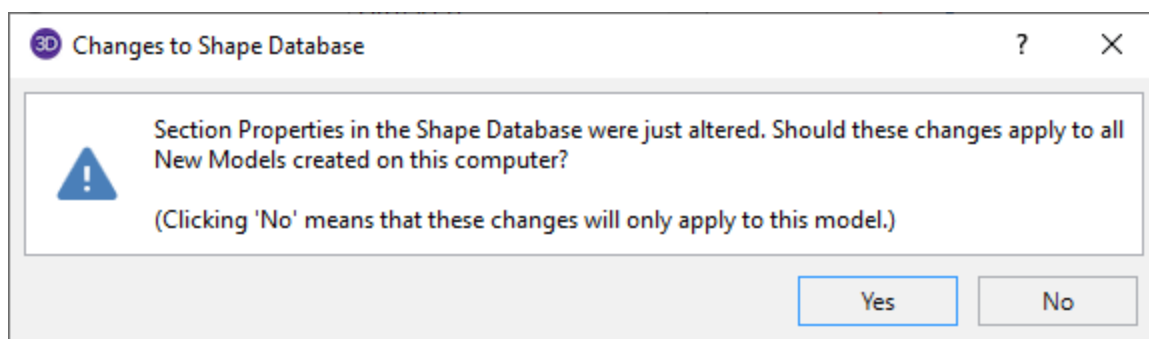 3D Changes to Shape Database ?
Section Properties in the Shape Database were just altered. Should these changes apply to all
New Models created on this computer?
(Clicking 'No' means that these changes will only apply to this model.)
Yes No